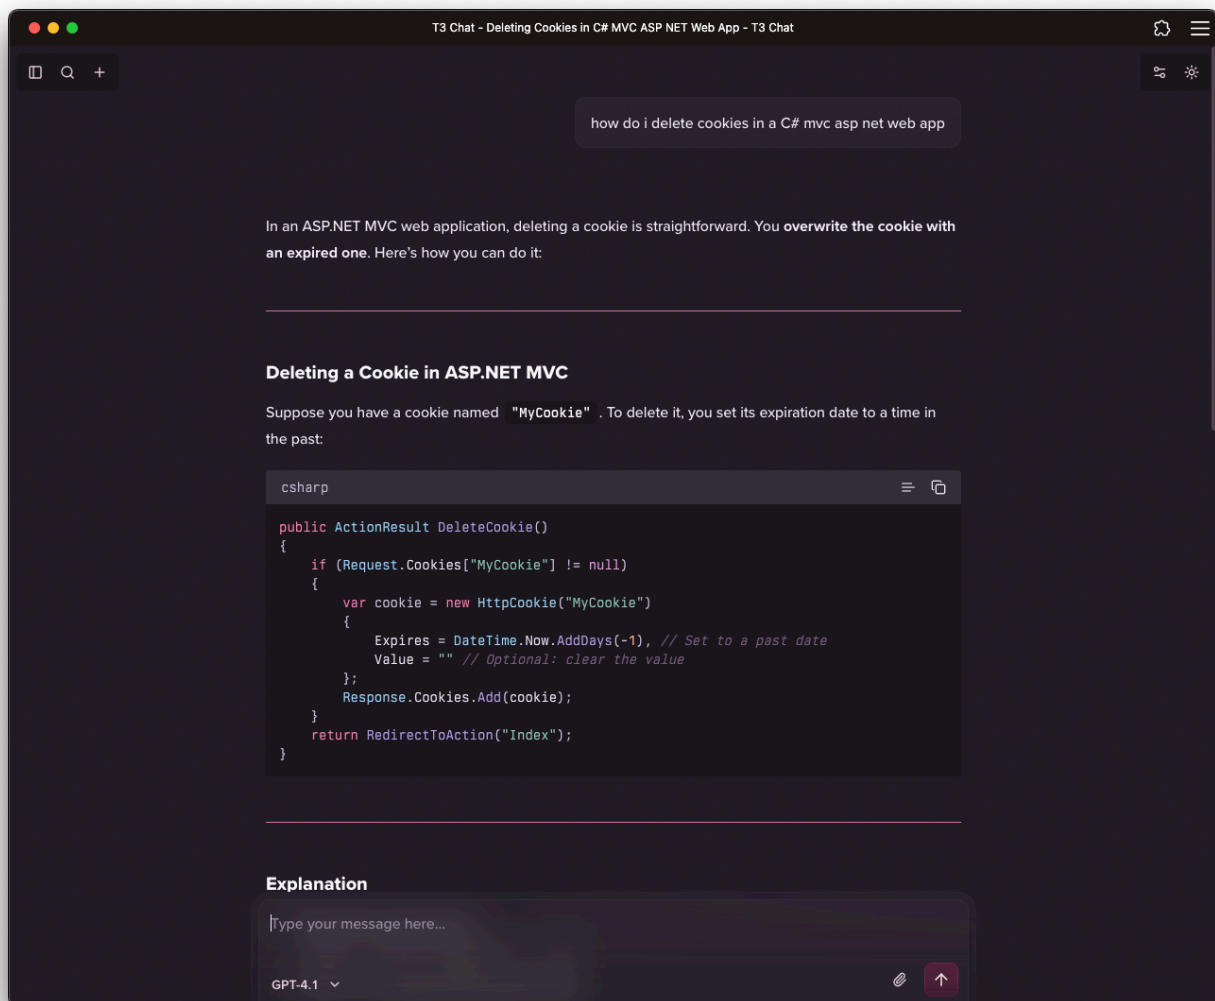 T3 Chat - Deleting Cookies in C# MVC ASP NET Web App - T3 Chat
how do i delete cookies in a C# mvc asp net web app
In an ASP.NET MVC web application, deleting a cookie is straightforward. You overwrite the cookie with
an expired one. Here’s how you can do it:
Deleting a Cookie in ASP.NET MVC
Suppose you have a cookie named "MyCookie" . To delete it, you set its expiration date to a time in
the past:
csharp
public ActionResult DeleteCookie()
{
    if (Request.Cookies["MyCookie"] != null)
    {
        var cookie = new HttpCookie("MyCookie")
        {
            Expires = DateTime.Now.AddDays(-1), // Set to a past date
            Value = "" // Optional: clear the value
        };
        Response.Cookies.Add(cookie);
    }
    return RedirectToAction("Index");
}
Explanation
Type your message here...
GPT-4.1